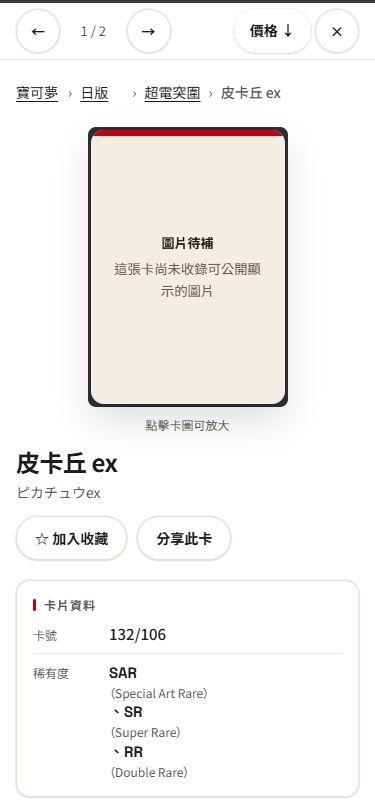 ← 1 / 2 → 價格 ↓ ×
寶可夢 › 日版 › 超電突圍 › 皮卡丘 ex
圖片待補
這張卡尚未收錄可公開顯
示的圖片
點擊卡圖可放大
皮卡丘 ex
ピカチュウex
☆ 加入收藏 分享此卡
卡片資料
卡號 132/106
稀有度 SAR
(Special Art Rare)
、SR
(Super Rare)
、RR
(Double Rare)